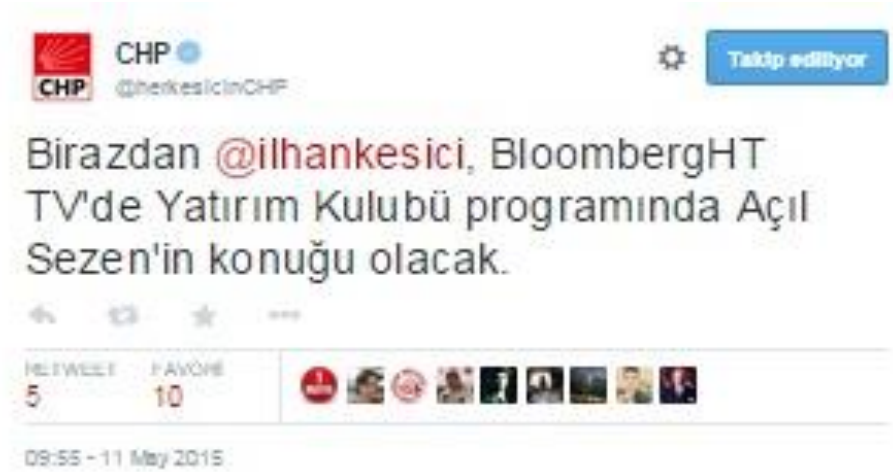 CHP
CHP
@herkesicinCHP
Takip ediliyor
Birazdan @ilhankesici, BloombergHT
TV'de Yatırım Kulubü programında Açıl
Sezen'in konuğu olacak.
RETWEET FAVORİ
5 10
09:55 - 11 May 2015